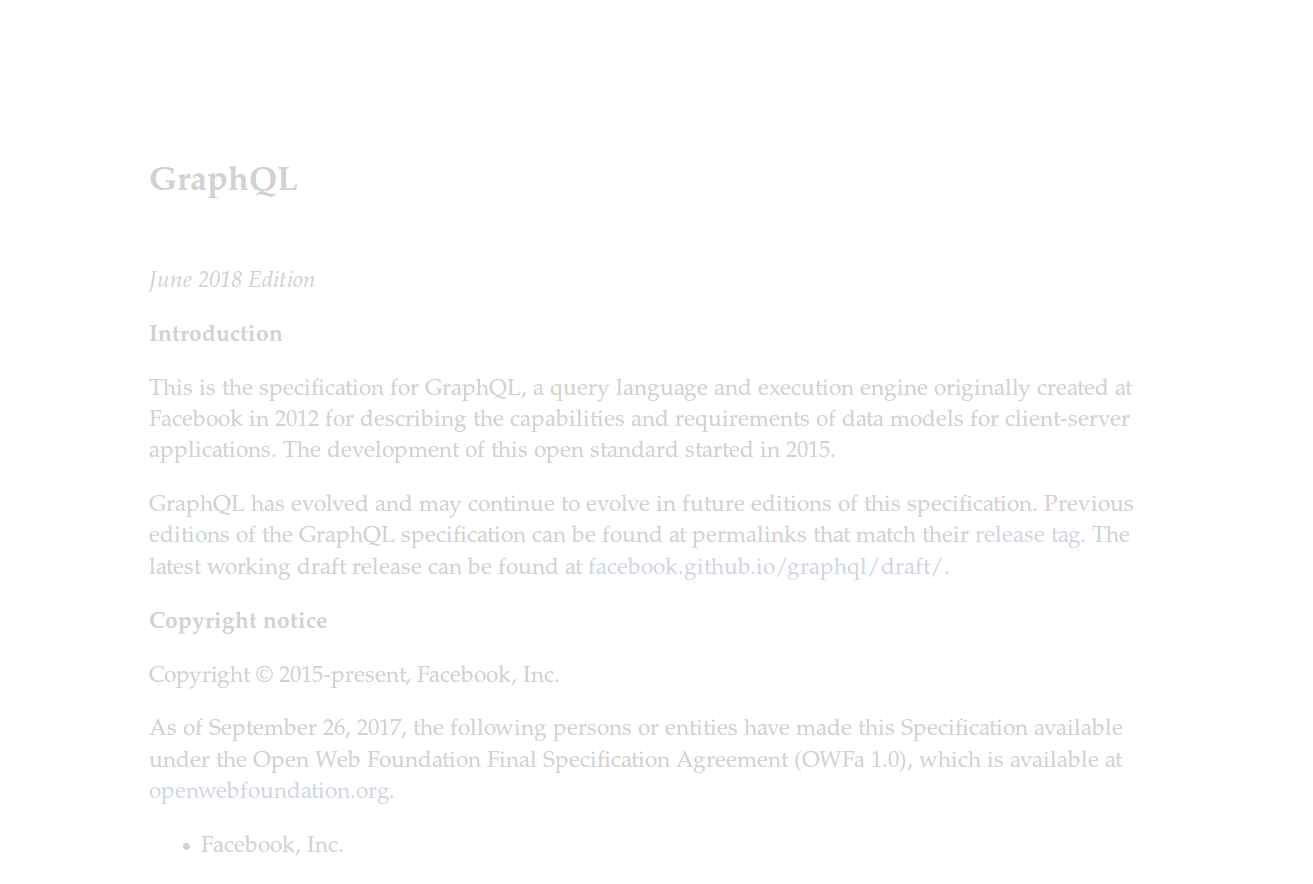 GraphQL
June 2018 Edition
Introduction
This is the specification for GraphQL, a query language and execution engine originally created at
Facebook in 2012 for describing the capabilities and requirements of data models for client-server
applications. The development of this open standard started in 2015.
GraphQL has evolved and may continue to evolve in future editions of this specification. Previous
editions of the GraphQL specification can be found at permalinks that match their release tag. The
latest working draft release can be found at facebook.github.io/graphql/draft/.
Copyright notice
Copyright © 2015-present, Facebook, Inc.
As of September 26, 2017, the following persons or entities have made this Specification available
under the Open Web Foundation Final Specification Agreement (OWFa 1.0), which is available at
openwebfoundation.org.
• Facebook, Inc.